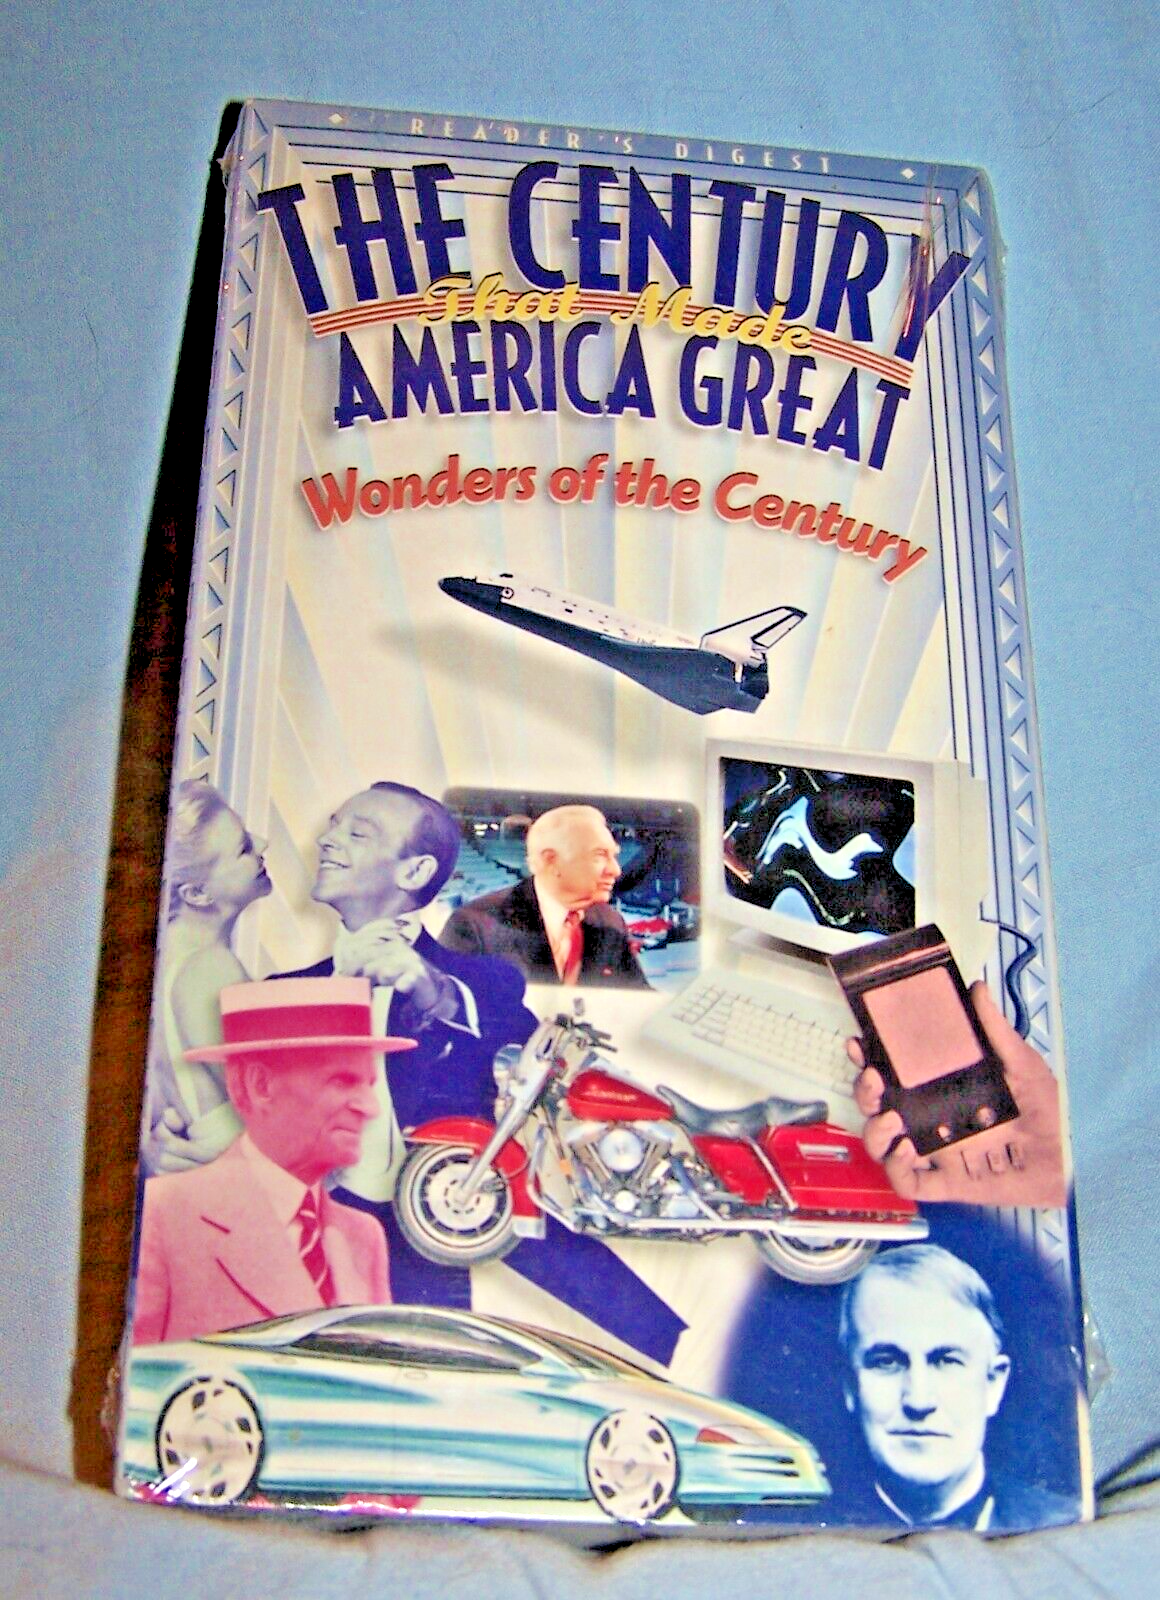 READER'S DIGEST
THE CENTURY
That Made
AMERICA GREAT
Wonders of the Century